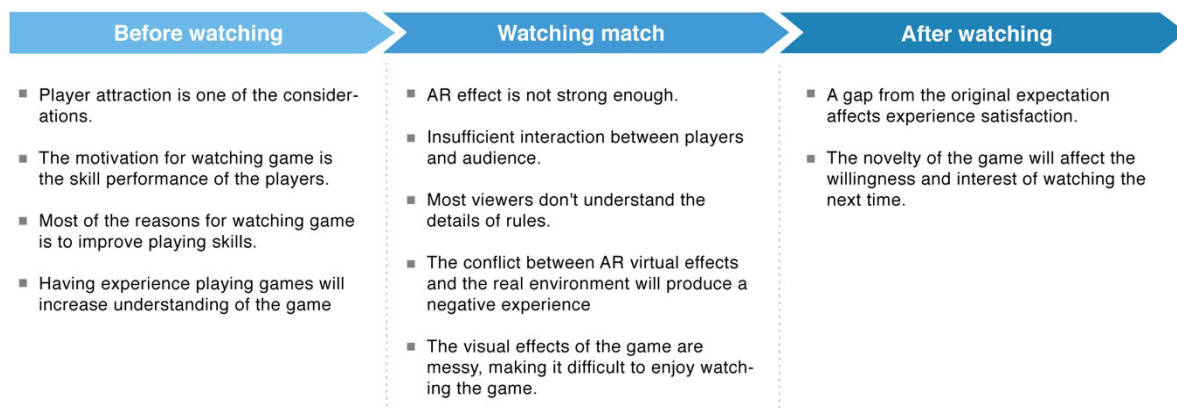 Before watching
Player attraction is one of the consider-
ations.
The motivation for watching game is
the skill performance of the players.
Most of the reasons for watching game
is to improve playing skills.
Having experience playing games will
increase understanding of the game
Watching match
AR effect is not strong enough.
Insufficient interaction between players
and audience.
Most viewers don't understand the
details of rules.
The conflict between AR virtual effects
and the real environment will produce a
negative experience
The visual effects of the game are
messy, making it difficult to enjoy watch-
ing the game.
After watching
A gap from the original expectation
affects experience satisfaction.
The novelty of the game will affect the
willingness and interest of watching the
next time.